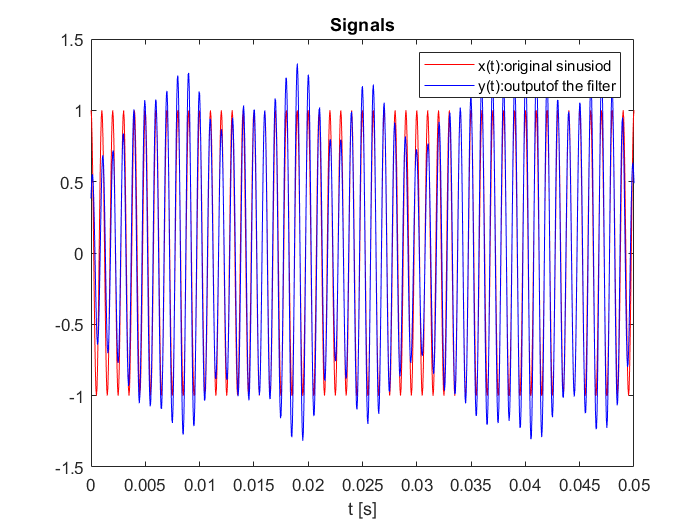 Signals
x(t):original sinusiod
y(t):outputof the filter
1.5
1
0.5
0
-0.5
-1
-1.5
0 0.005 0.01 0.015 0.02 0.025 0.03 0.035 0.04 0.045 0.05
t [s]